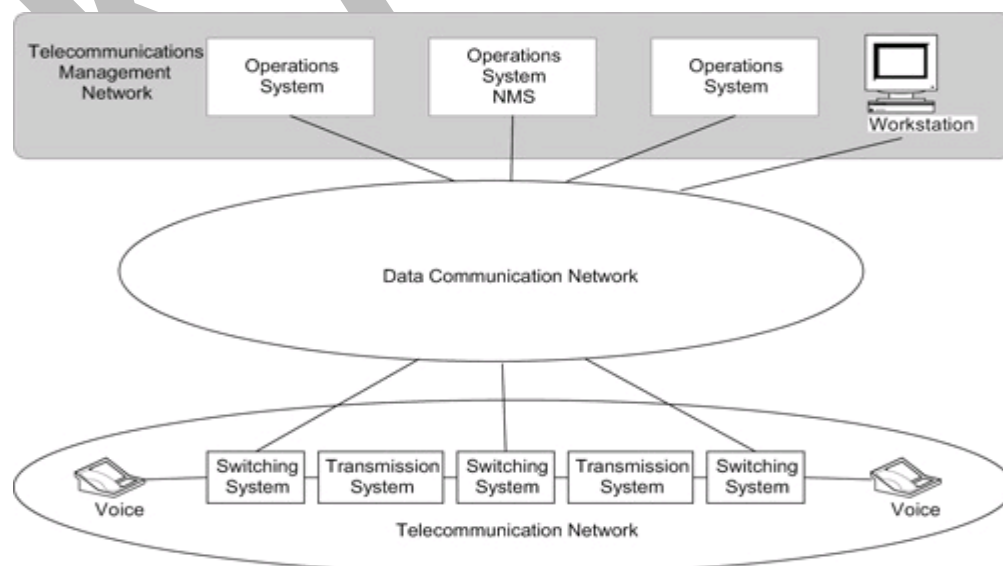 Telecommunications
Management
Network
Operations
System
Operations
System
NMS
Operations
System
Workstation
Data Communication Network
Switching
System
Transmission
System
Switching
System
Transmission
System
Switching
System
Voice
Voice
Telecommunication Network